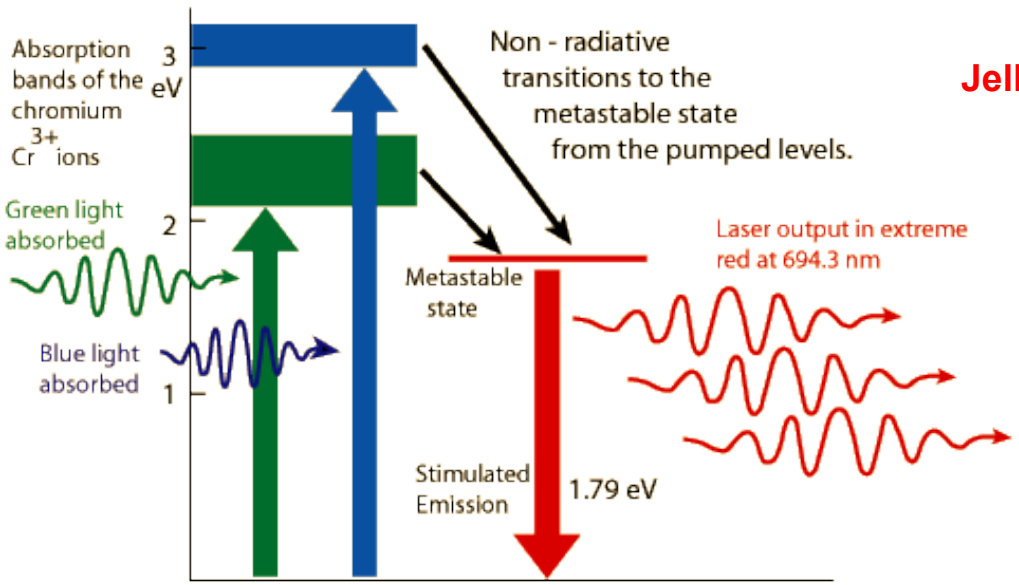 Absorption
bands of the
chromium
Cr3+ ions
3
eV
2
1
Non - radiative
transitions to the
metastable state
from the pumped levels.
Jell
Green light
absorbed
Blue light
absorbed
Metastable
state
Laser output in extreme
red at 694.3 nm
Stimulated
Emission
1.79 eV